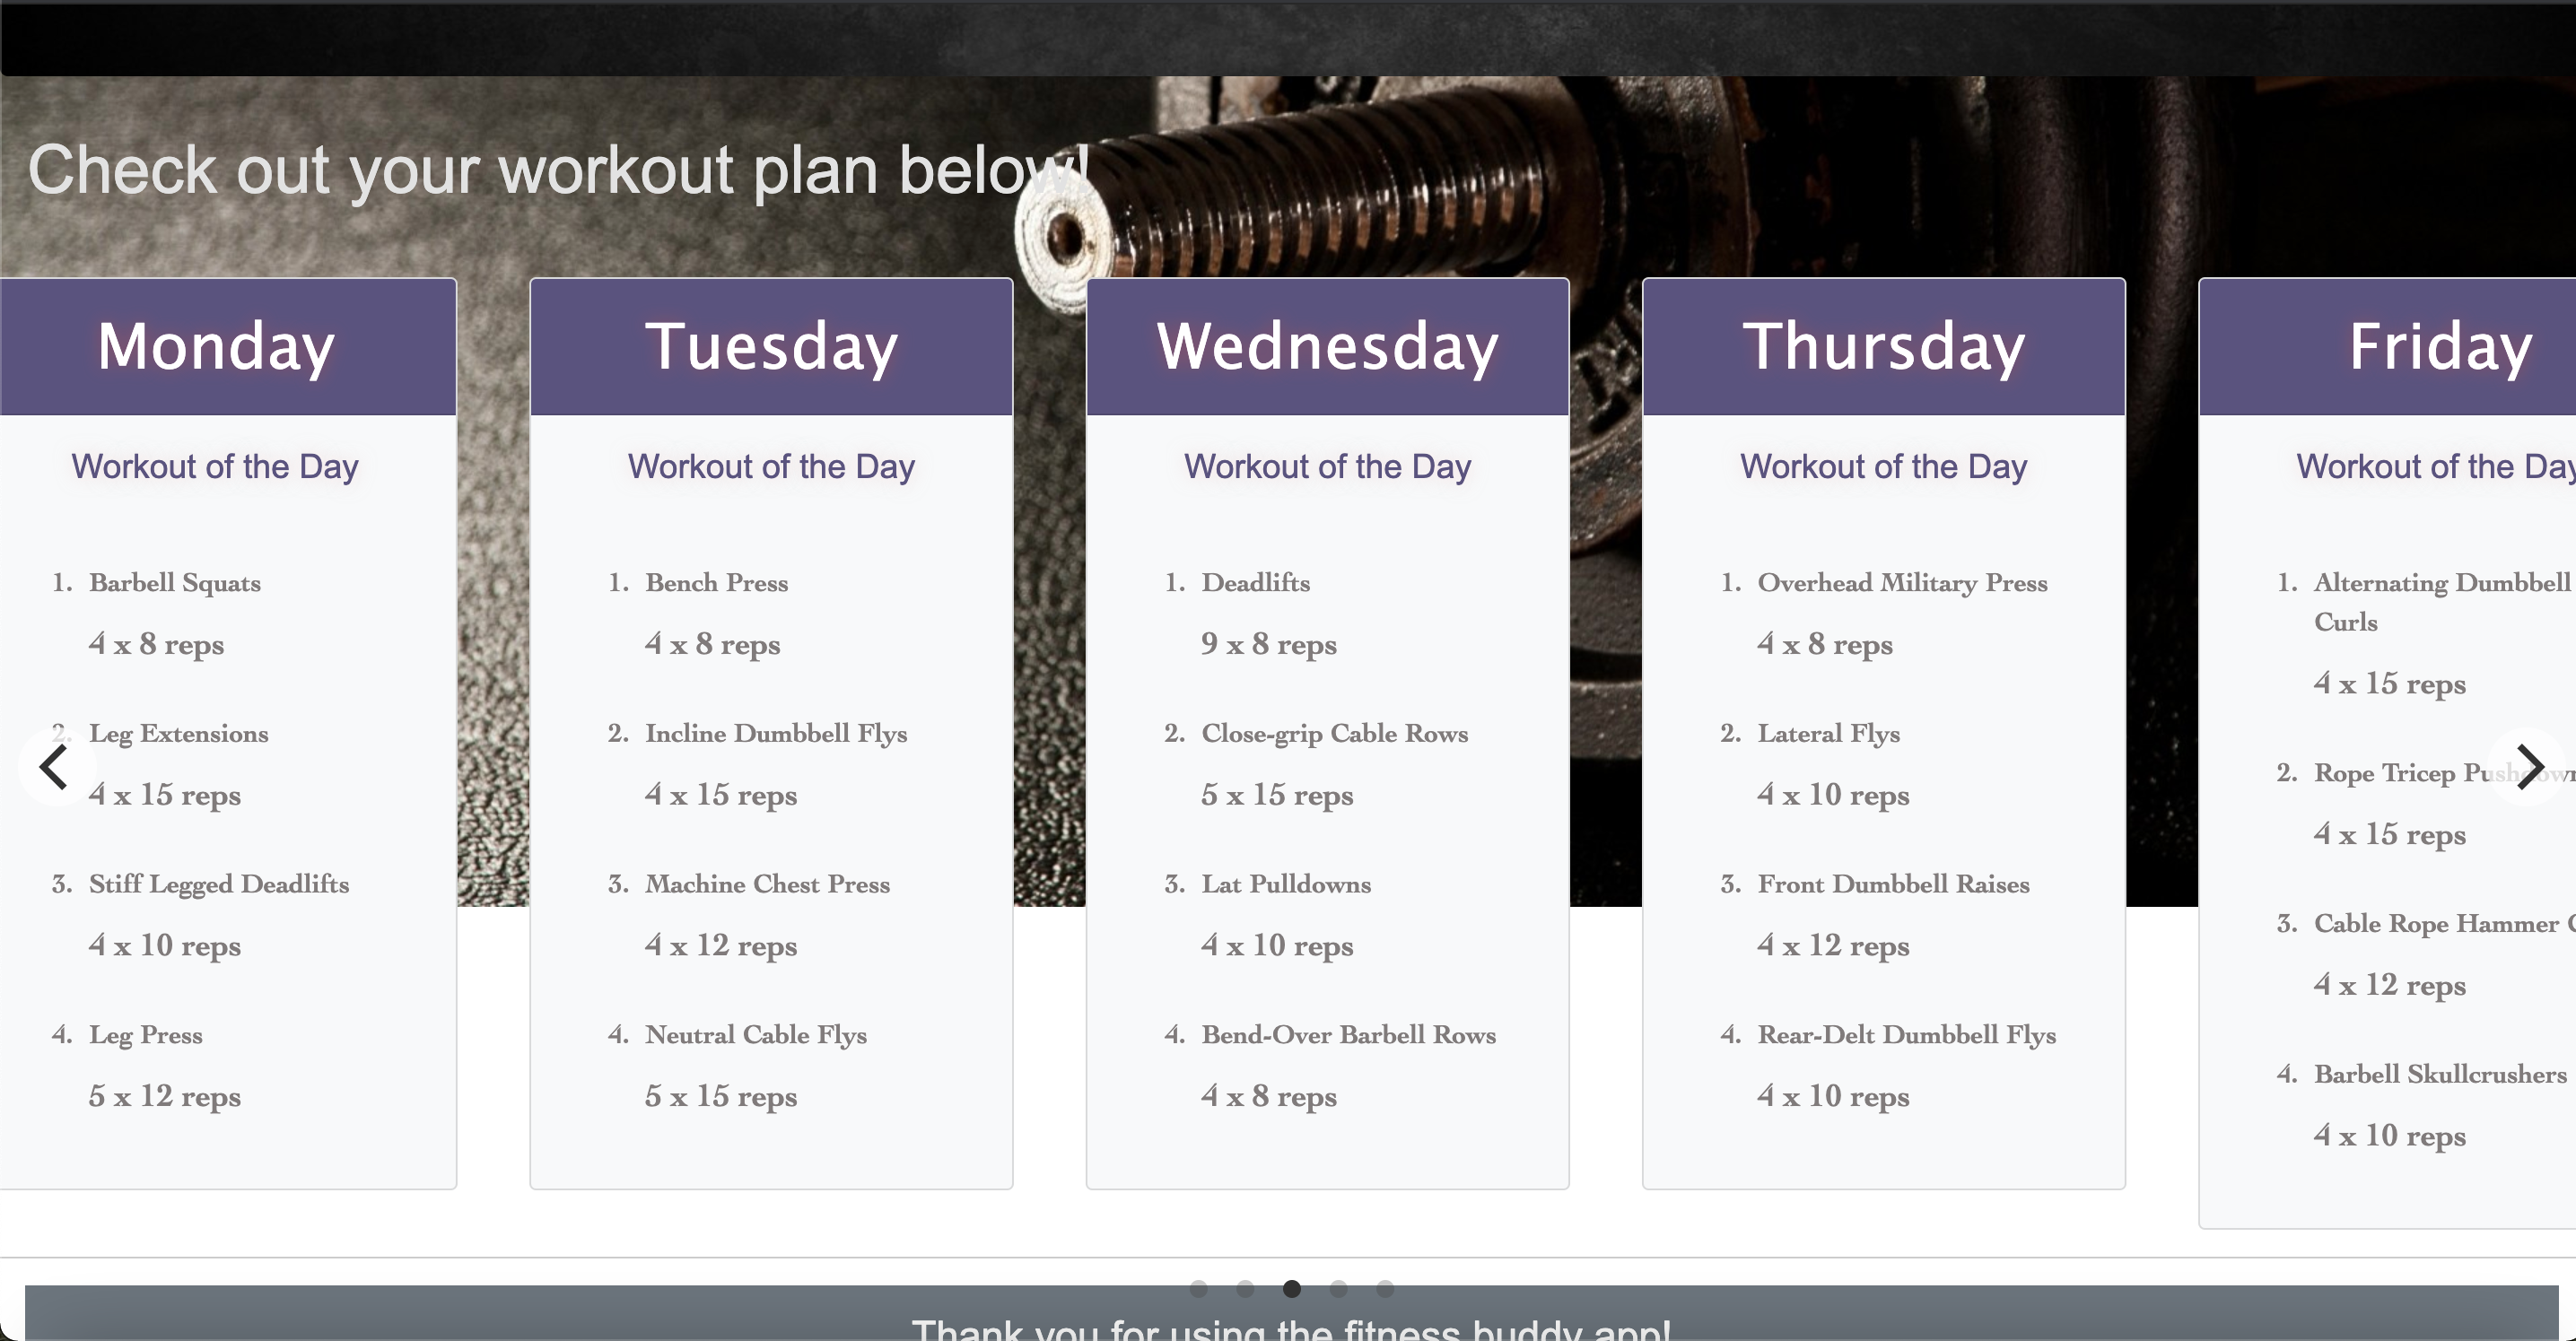 Check out your workout plan below!
Monday
Workout of the Day
1. Barbell Squats
4 x 8 reps
2. Leg Extensions
4 x 15 reps
3. Stiff Legged Deadlifts
4 x 10 reps
4. Leg Press
5 x 12 reps
Tuesday
Workout of the Day
1. Bench Press
4 x 8 reps
2. Incline Dumbbell Flys
4 x 15 reps
3. Machine Chest Press
4 x 12 reps
4. Neutral Cable Flys
5 x 15 reps
Wednesday
Workout of the Day
1. Deadlifts
9 x 8 reps
2. Close-grip Cable Rows
5 x 15 reps
3. Lat Pulldowns
4 x 10 reps
4. Bend-Over Barbell Rows
4 x 8 reps
Thursday
Workout of the Day
1. Overhead Military Press
4 x 8 reps
2. Lateral Flys
4 x 10 reps
3. Front Dumbbell Raises
4 x 12 reps
4. Rear-Delt Dumbbell Flys
4 x 10 reps
Friday
Workout of the Day
1. Alternating Dumbbell
Curls
4 x 15 reps
2. Rope Tricep
4 x 15 reps
3. Cable Rope Hammer
4 x 12 reps
4. Barbell Skullcrushers
4 x 10 reps
Thank you for using the fitness buddy app!